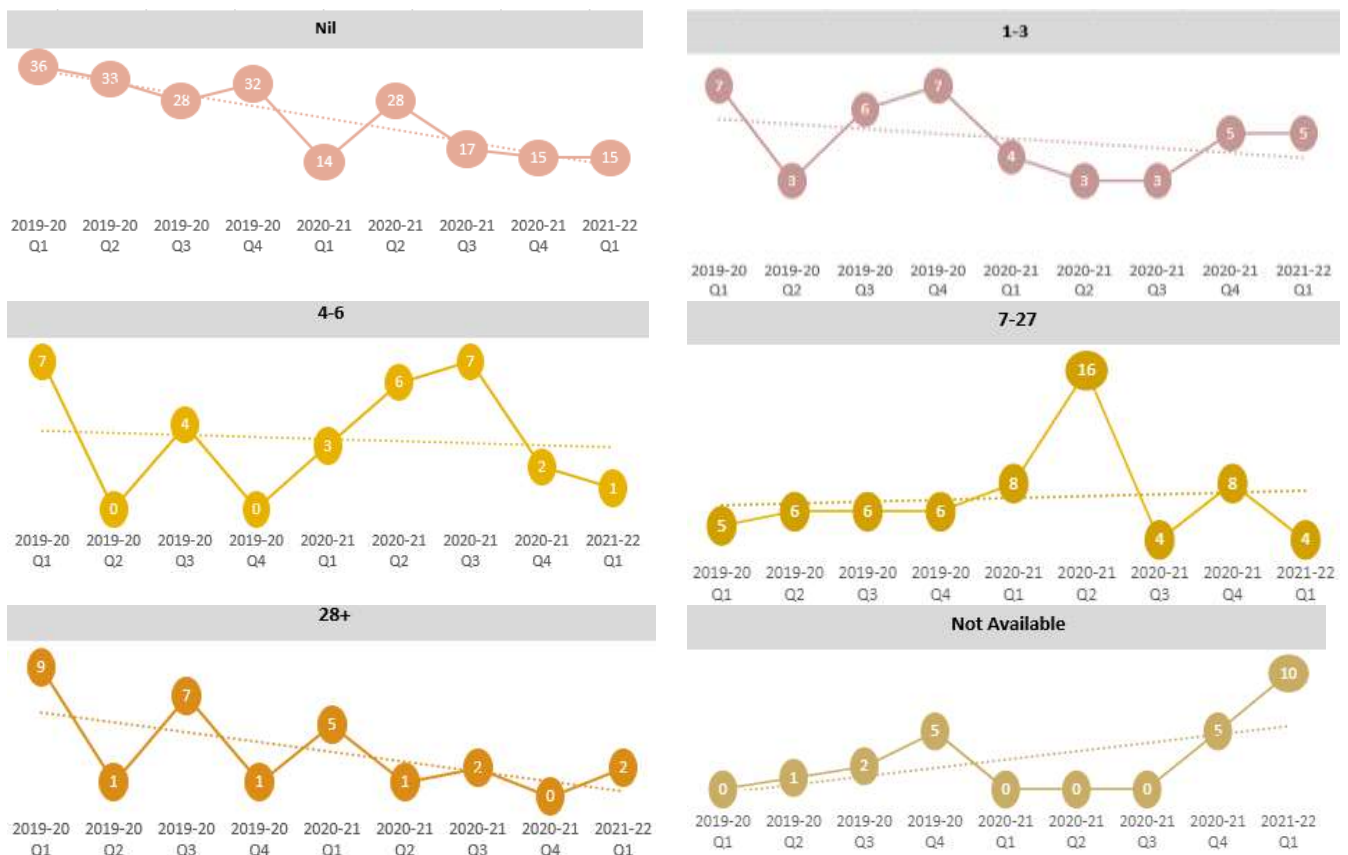 Nil
36 33 28 32 14 28 17 15 15
2019-20 2019-20 2019-20 2019-20 2020-21 2020-21 2020-21 2020-21 2021-22
Q1 Q2 Q3 Q4 Q1 Q2 Q3 Q4 Q1
1-3
7 3 6 7 4 3 3 5 5
2019-20 2019-20 2019-20 2019-20 2020-21 2020-21 2020-21 2020-21 2021-22
Q1 Q2 Q3 Q4 Q1 Q2 Q3 Q4 Q1
4-6
7 0 4 0 3 6 7 2 1
2019-20 2019-20 2019-20 2019-20 2020-21 2020-21 2020-21 2020-21 2021-22
Q1 Q2 Q3 Q4 Q1 Q2 Q3 Q4 Q1
7-27
5 6 6 6 8 16 4 8 4
2019-20 2019-20 2019-20 2019-20 2020-21 2020-21 2020-21 2020-21 2021-22
Q1 Q2 Q3 Q4 Q1 Q2 Q3 Q4 Q1
28+
9 1 7 1 5 1 2 0 2
2019-20 2019-20 2019-20 2019-20 2020-21 2020-21 2020-21 2020-21 2021-22
Q1 Q2 Q3 Q4 Q1 Q2 Q3 Q4 Q1
Not Available
0 1 2 5 0 0 0 5 10
2019-20 2019-20 2019-20 2019-20 2020-21 2020-21 2020-21 2020-21 2021-22
Q1 Q2 Q3 Q4 Q1 Q2 Q3 Q4 Q1